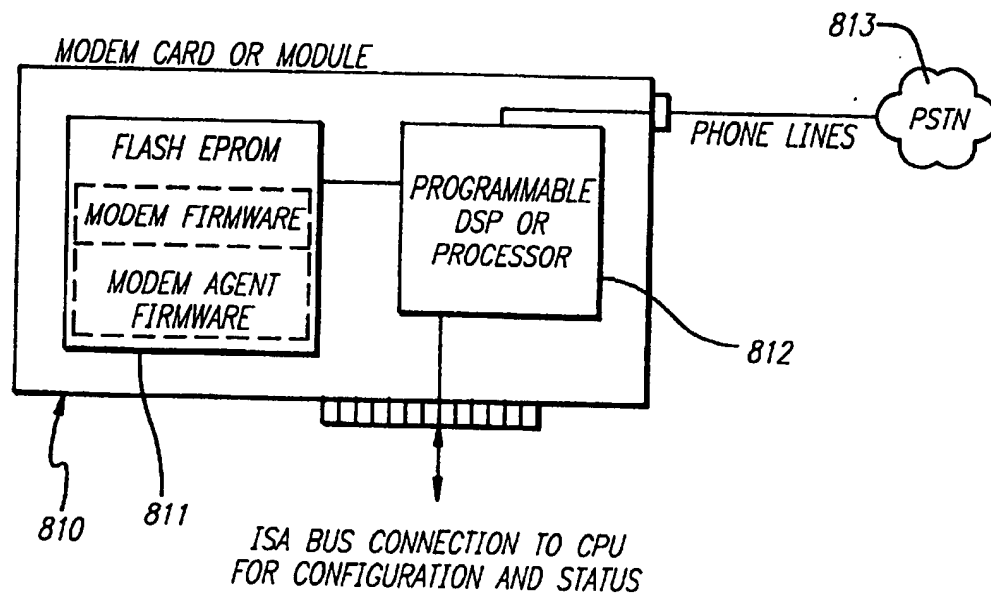 813
MODEM CARD OR MODULE
PSTN
PHONE LINES
FLASH EPROM
MODEM FIRMWARE
MODEM AGENT
FIRMWARE
PROGRAMMABLE
DSP OR
PROCESSOR
812
810
811
ISA BUS CONNECTION TO CPU
FOR CONFIGURATION AND STATUS